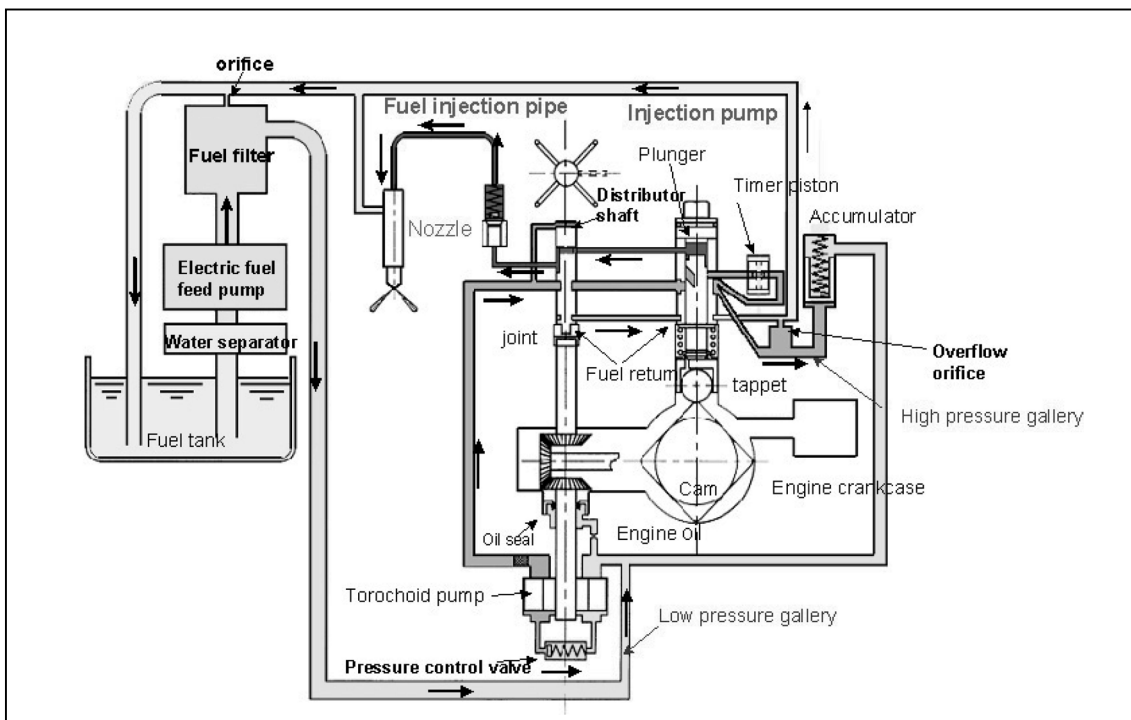 orifice
Fuel injection pipe
Injection pump
Fuel filter
Plunger
Timer piston
Distributor
shaft
Accumulator
Nozzle
Electric fuel
feed pump
Water separator
joint
Fuel return
tappet
Overflow
orifice
High pressure gallery
Fuel tank
Cam
Engine crankcase
Oil seal
Engine oil
Torochoid pump
Low pressure gallery
Pressure control valve